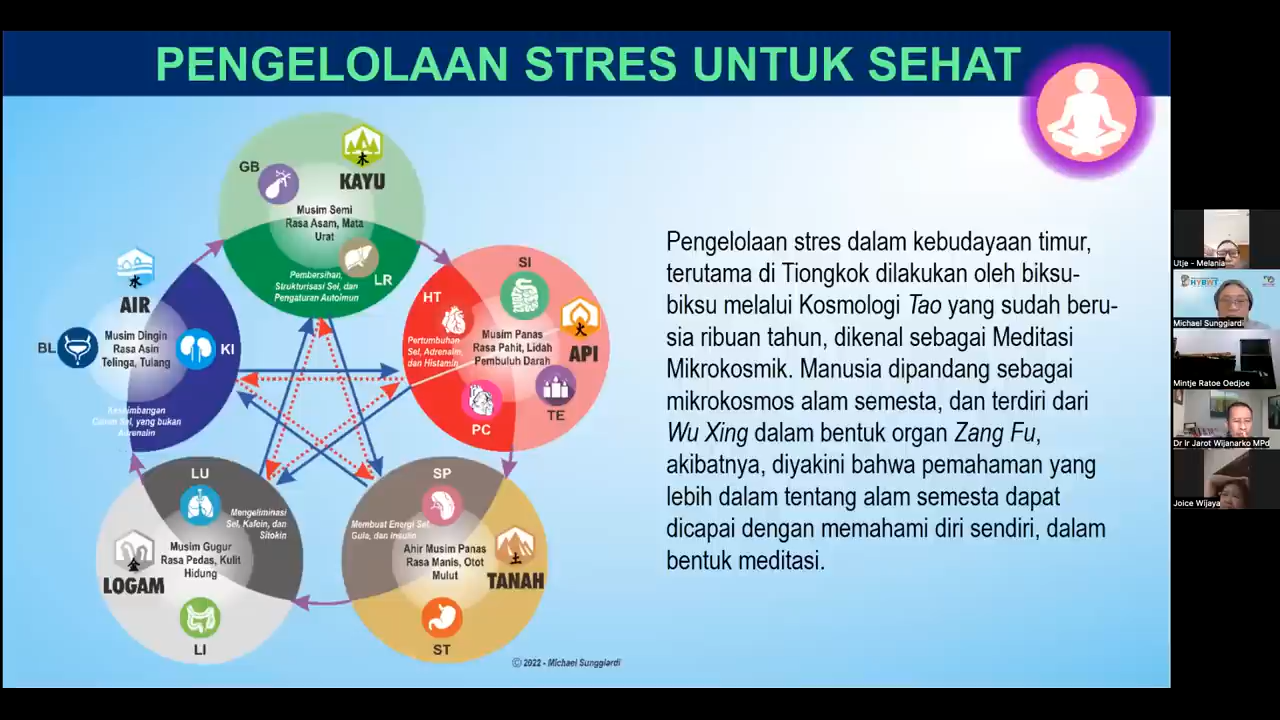 PENGELOLAAN STRES UNTUK SEHAT
GB
木
KAYU
Musim Semi
Rasa Asam, Mata
Urat
Pembersihan,
Strukturisasi Sel, dan
Pengaturan Autoimun
LR
水
AIR
BL
Musim Dingin
Rasa Asin
Telinga, Tulang
KI
Keseimbangan
Cairan Sel, yang bukan
Adrenalin
SI
HT
火
API
Musim Panas
Rasa Pahit, Lidah
Pembuluh Darah
Pertumbuhan
Sel, Adrenalin,
dan Histamin
PC
TE
LU
Mengeliminasi
Sel, Kafein, dan
Sitokin
Musim Gugur
Rasa Pedas, Kulit
Hidung
金
LOGAM
LI
SP
Membuat Energi Sel
Gula, dan Insulin
Ahir Musim Panas
Rasa Manis, Otot
Mulut
土
TANAH
ST
© 2022 - Michael Sunggiardi
Pengelolaan stres dalam kebudayaan timur,
terutama di Tiongkok dilakukan oleh biksu-
biksu melalui Kosmologi Tao yang sudah beru-
sia ribuan tahun, dikenal sebagai Meditasi
Mikrokosmik. Manusia dipandang sebagai
mikrokosmos alam semesta, dan terdiri dari
Wu Xing dalam bentuk organ Zang Fu,
akibatnya, diyakini bahwa pemahaman yang
lebih dalam tentang alam semesta dapat
dicapai dengan memahami diri sendiri, dalam
bentuk meditasi.
Utje - Melania
Michael Sunggiardi
Mintje Ratoe Oedjoe
Dr Ir Jarot Wijanarko MPd
Joice Wijaya